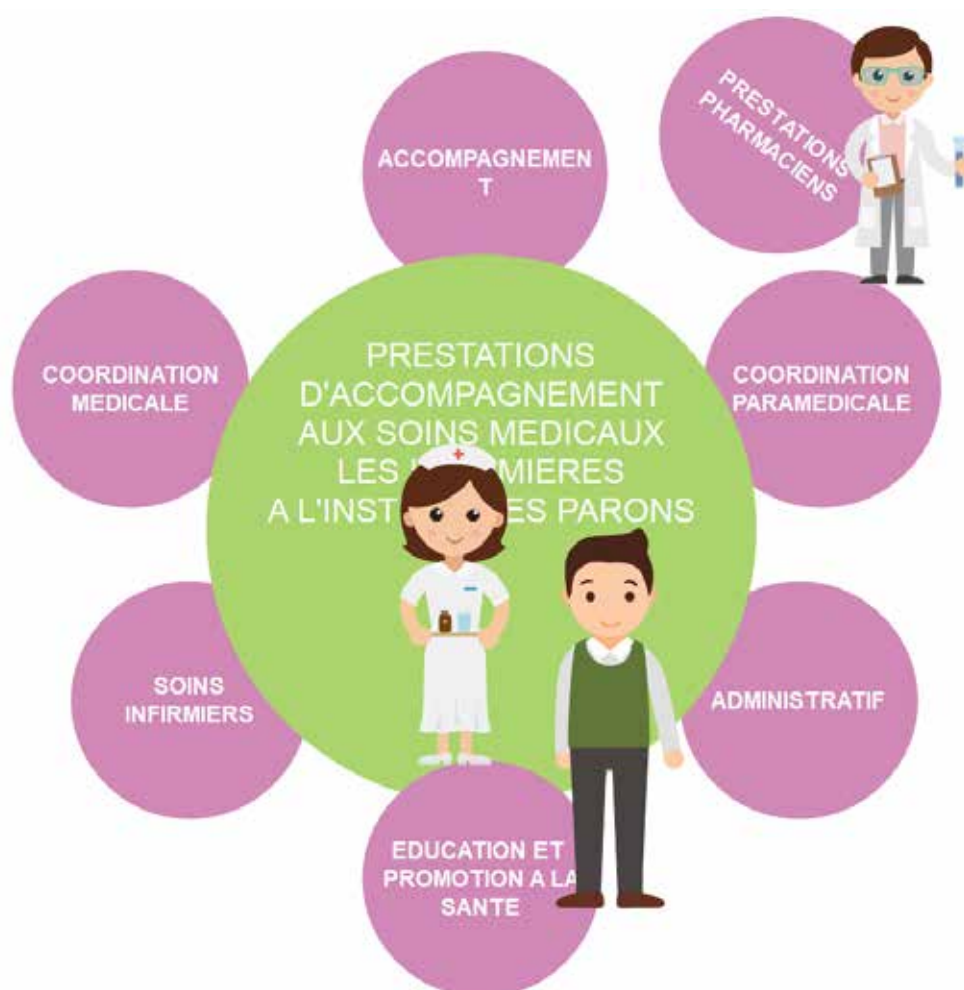 PRESTATIONS
PHARMACIENS
ACCOMPAGNEMEN
T
COORDINATION
MEDICALE
PRESTATIONS
D'ACCOMPAGNEMENT
AUX SOINS MEDICAUX
LES
A L'INST PARONS
COORDINATION
PARAMEDICALE
SOINS
INFIRMIERS
ADMINISTRATIF
EDUCATION ET
PROMOTION A LA
SANTE